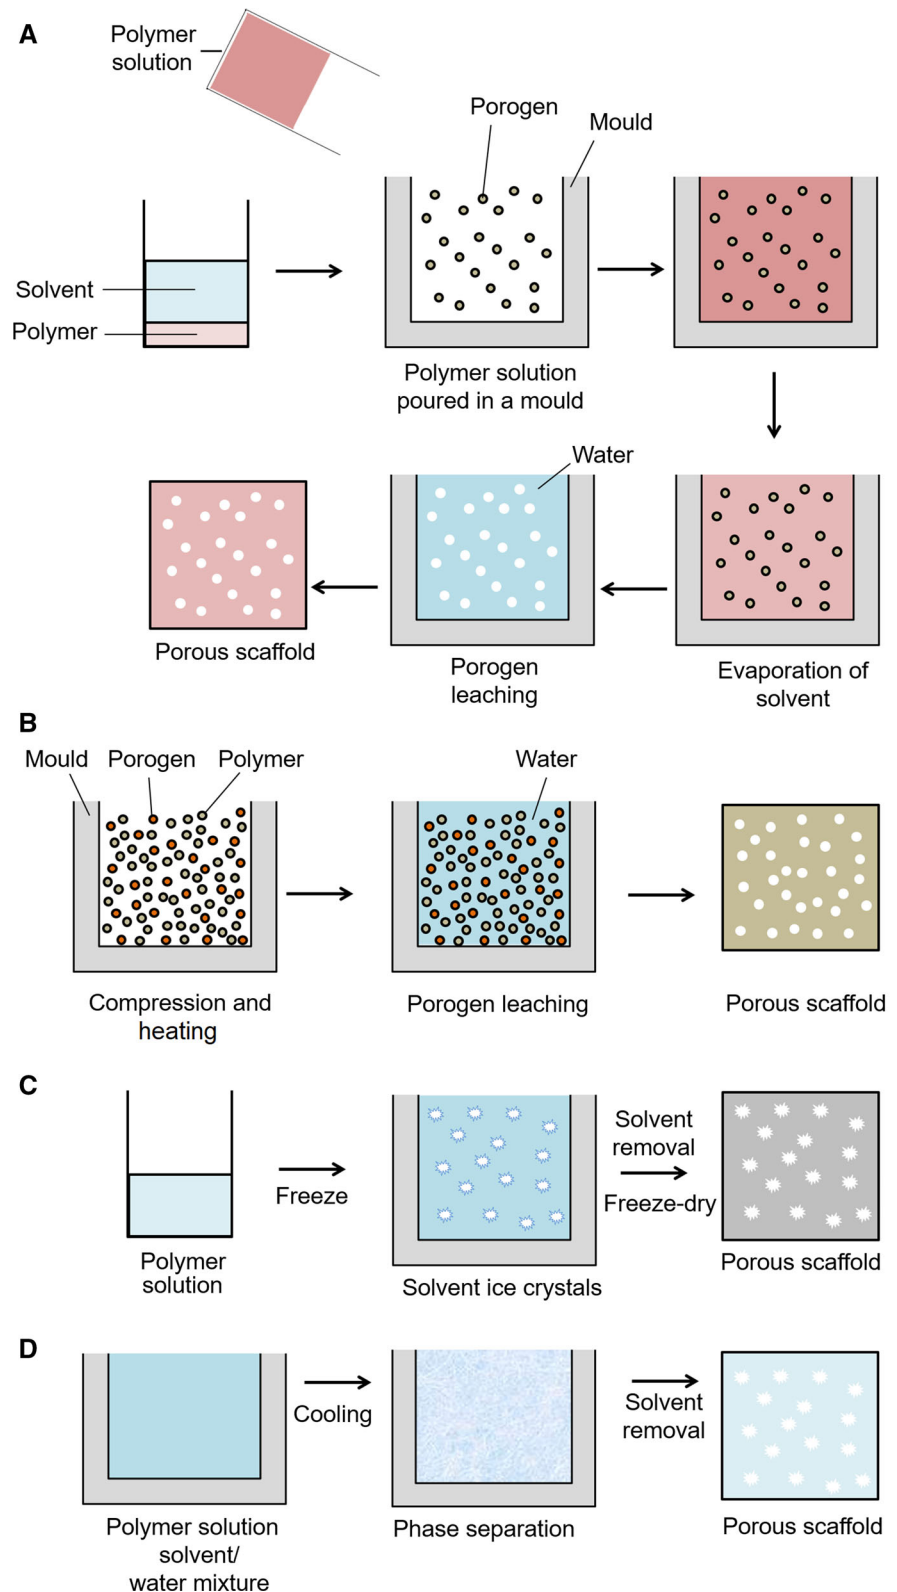 A
Polymer
solution
Porogen
Mould
Solvent
Polymer
Polymer solution
poured in a mould
Water
Porous scaffold
Porogen
leaching
Evaporation of
solvent
B
Mould Porogen Polymer
Water
Compression and
heating
Porogen leaching
Porous scaffold
C
Freeze
Solvent
removal
Freeze-dry
Polymer
solution
Solvent ice crystals
Porous scaffold
D
Cooling
Solvent
removal
Polymer solution
solvent/
water mixture
Phase separation
Porous scaffold